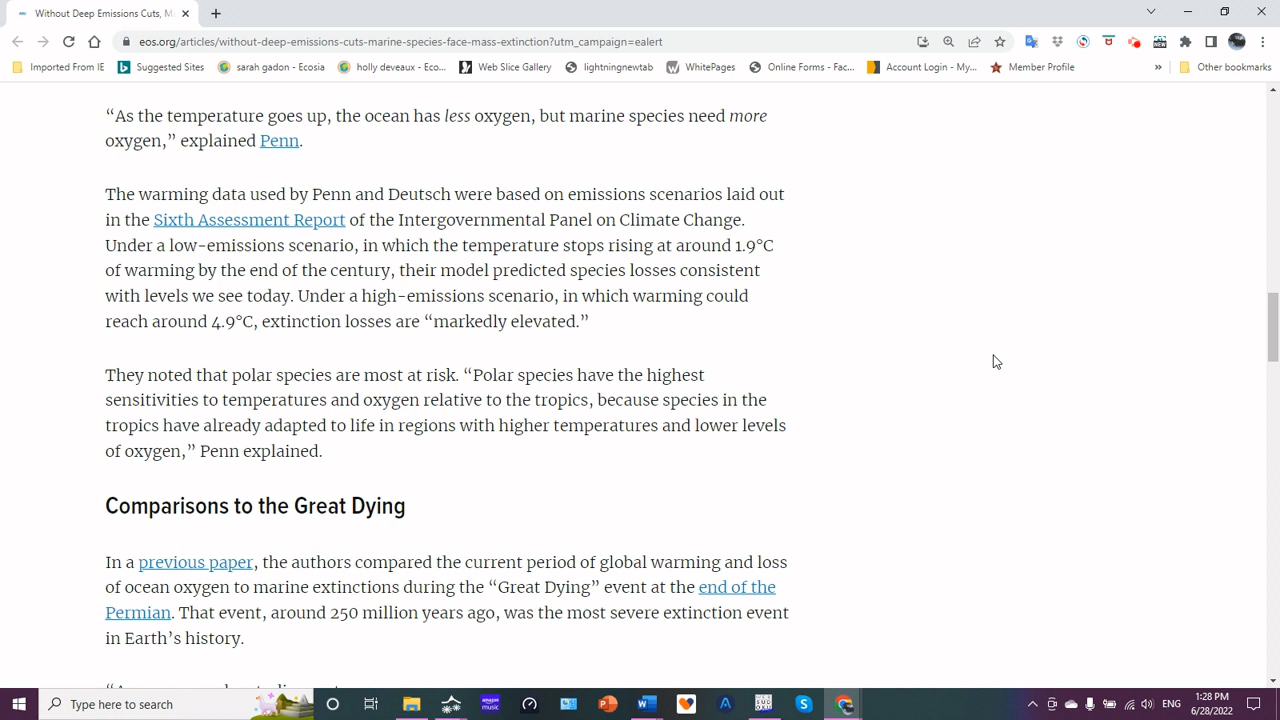 Without Deep Emissions Cuts, M
eos.org/articles/without-deep-emissions-cuts-marine-species-face-mass-extinction?utm_campaign=ealert
Imported From IE
Suggested Sites
sarah gadon - Ecosia
holly deveaux - Eco...
Web Slice Gallery
lightningnewtab
WhitePages
Online Forms - Fac...
Account Login - My...
Member Profile
»
Other bookmarks
“As the temperature goes up, the ocean has less oxygen, but marine species need more
oxygen,” explained Penn.
The warming data used by Penn and Deutsch were based on emissions scenarios laid out
in the Sixth Assessment Report of the Intergovernmental Panel on Climate Change.
Under a low-emissions scenario, in which the temperature stops rising at around 1.9°C
of warming by the end of the century, their model predicted species losses consistent
with levels we see today. Under a high-emissions scenario, in which warming could
reach around 4.9°C, extinction losses are “markedly elevated.”
They noted that polar species are most at risk. “Polar species have the highest
sensitivities to temperatures and oxygen relative to the tropics, because species in the
tropics have already adapted to life in regions with higher temperatures and lower levels
of oxygen,” Penn explained.
Comparisons to the Great Dying
In a previous paper, the authors compared the current period of global warming and loss
of ocean oxygen to marine extinctions during the “Great Dying” event at the end of the
Permian. That event, around 250 million years ago, was the most severe extinction event
in Earth’s history.
Type here to search
ENG
1:28 PM
6/28/2022